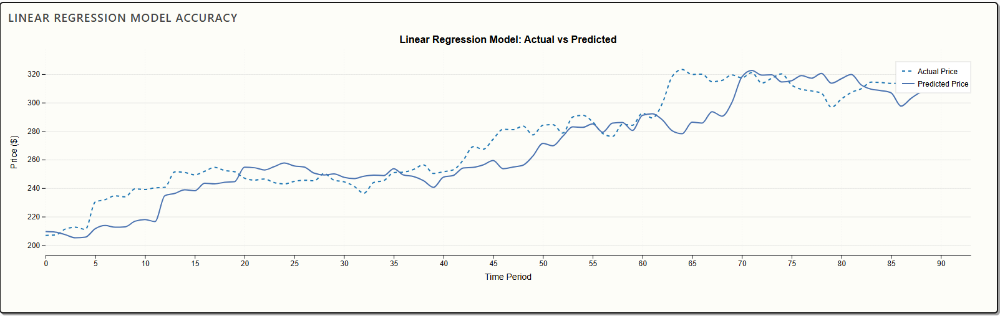 LINEAR REGRESSION MODEL ACCURACY
Linear Regression Model: Actual vs Predicted
Actual Price
Predicted Price
Price ($)
320
300
280
260
240
220
200
0 5 10 15 20 25 30 35 40 45 50 55 60 65 70 75 80 85 90
Time Period